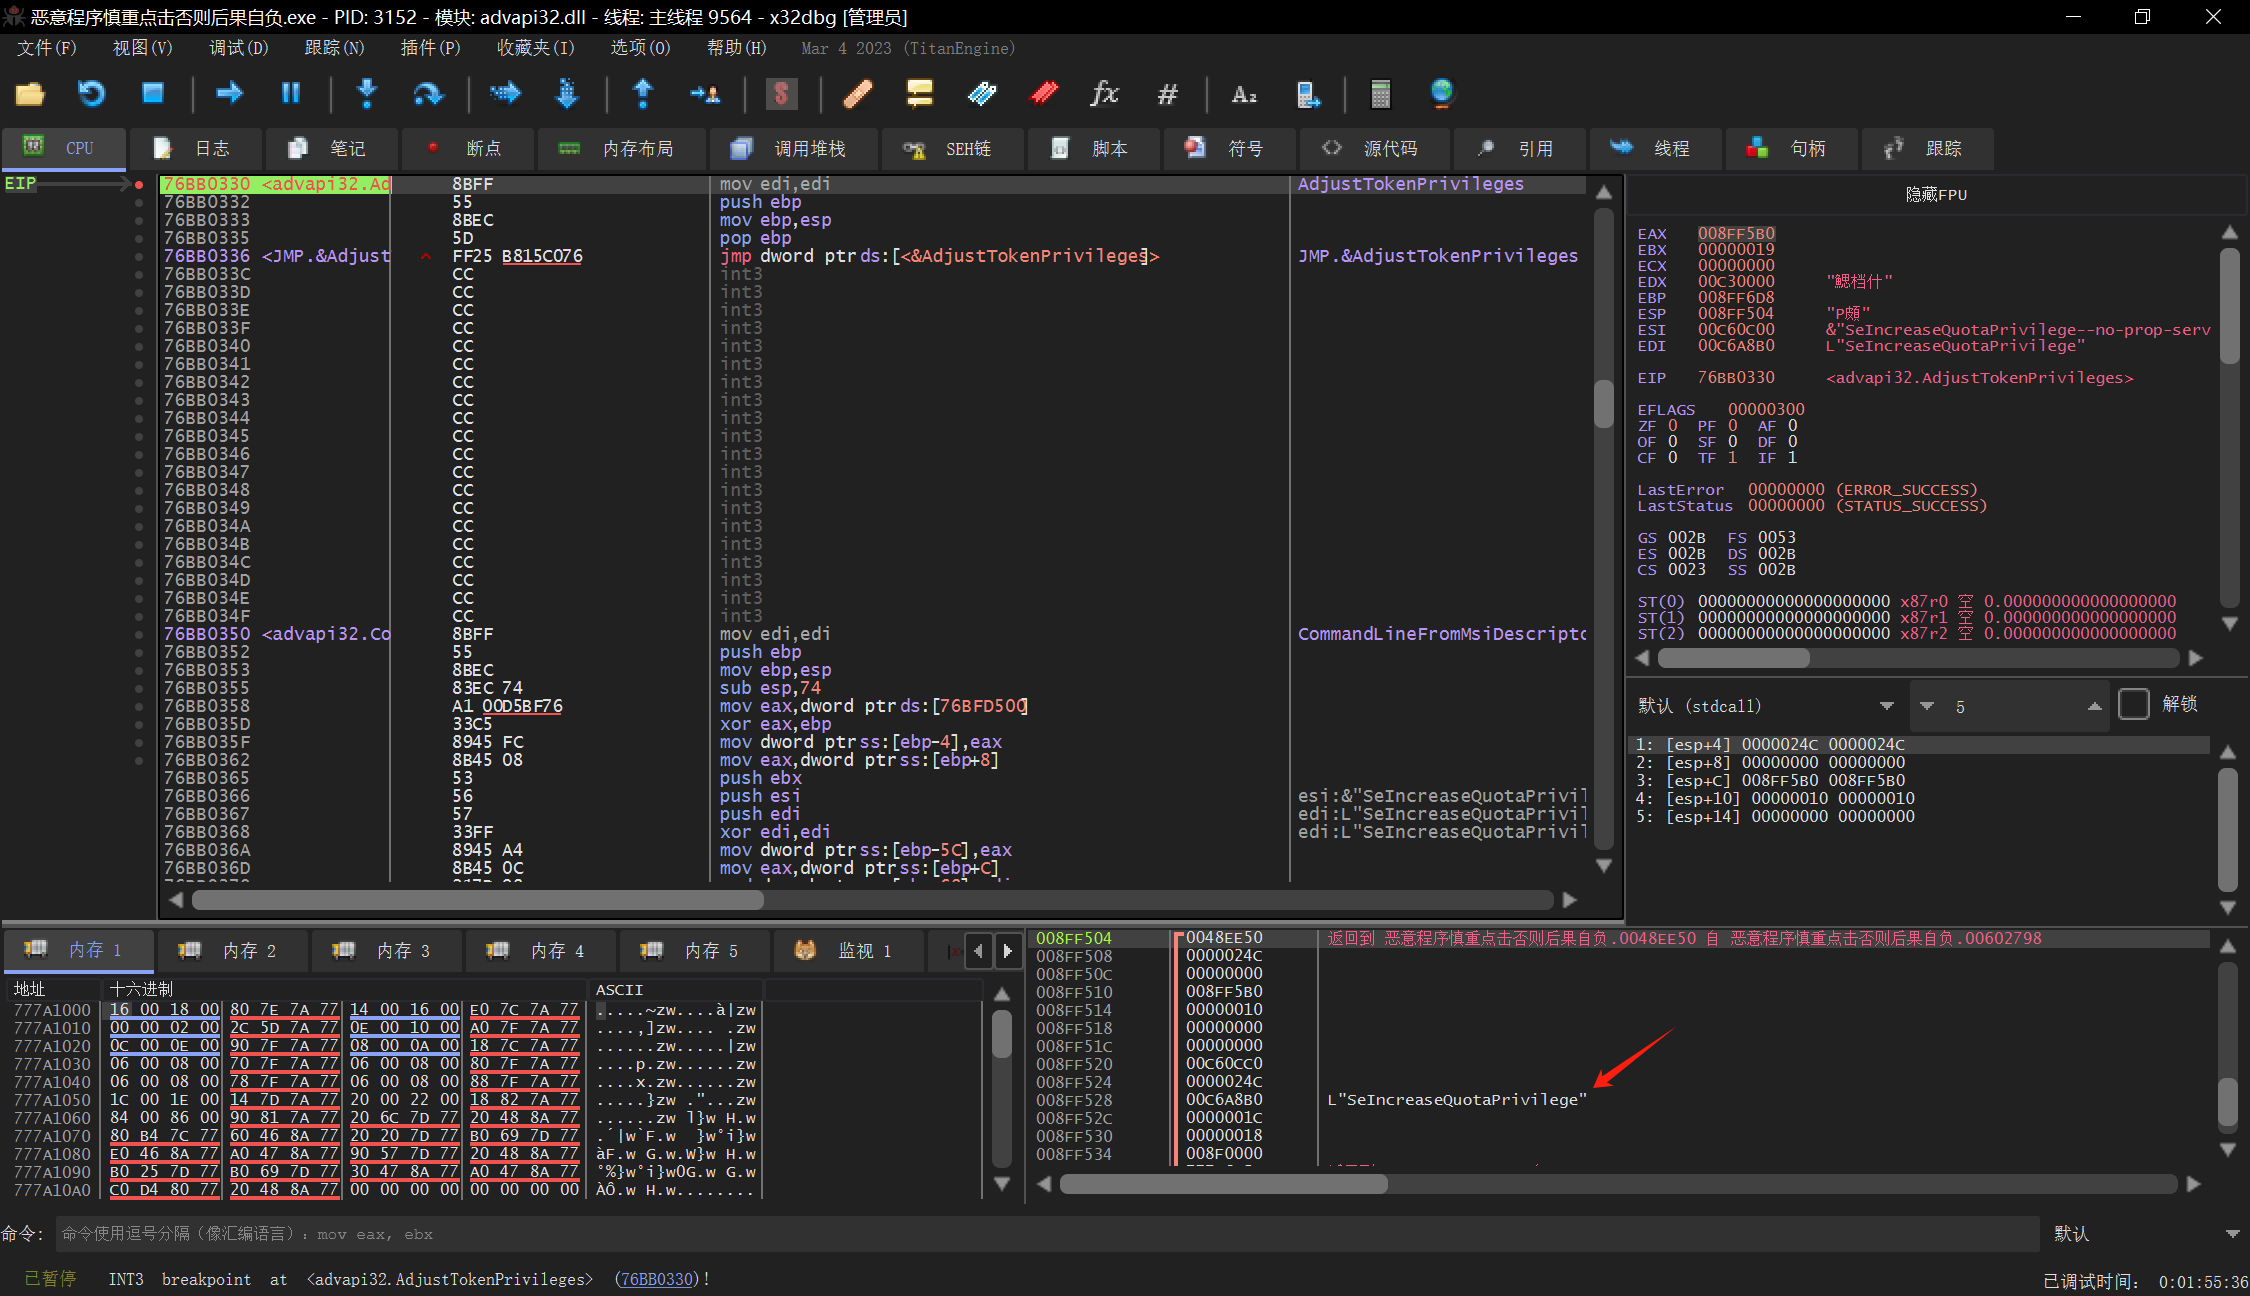 恶意程序慎重点击否则后果自负.exe - PID: 3152 - 模块: advapi32.dll - 线程: 主线程 9564 - x32dbg [管理员]
文件(F) 视图(V) 调试(D) 跟踪(N) 插件(P) 收藏夹(I) 选项(O) 帮助(H) Mar 4 2023 (TitanEngine)
CPU 日志 笔记 断点 内存布局 调用堆栈 SEH链 脚本 符号 源代码 引用 线程 句柄 跟踪
EIP
76BB0330 <advapi32.Ad 8BFF mov edi,edi AdjustTokenPrivileges
76BB0332 55 push ebp
76BB0333 8BEC mov ebp,esp
76BB0335 5D pop ebp
76BB0336 <JMP.&Adjust FF25 B815C076 jmp dword ptr ds:[<&AdjustTokenPrivileges>] JMP.&AdjustTokenPrivileges
76BB033C CC int3
76BB033D CC int3
76BB033E CC int3
76BB033F CC int3
76BB0340 CC int3
76BB0341 CC int3
76BB0342 CC int3
76BB0343 CC int3
76BB0344 CC int3
76BB0345 CC int3
76BB0346 CC int3
76BB0347 CC int3
76BB0348 CC int3
76BB0349 CC int3
76BB034A CC int3
76BB034B CC int3
76BB034C CC int3
76BB034D CC int3
76BB034E CC int3
76BB034F CC int3
76BB0350 <advapi32.Co 8BFF mov edi,edi CommandLineFromMsiDescripto
76BB0352 55 push ebp
76BB0353 8BEC mov ebp,esp
76BB0355 83EC 74 sub esp,74
76BB0358 A1 00D5BF76 mov eax,dword ptr ds:[76BFD500]
76BB035D 33C5 xor eax,ebp
76BB035F 8945 FC mov dword ptr ss:[ebp-4],eax
76BB0362 8B45 08 mov eax,dword ptr ss:[ebp+8]
76BB0365 53 push ebx
76BB0366 56 push esi esi:&"SeIncreaseQuotaPrivil
76BB0367 57 push edi edi:L"SeIncreaseQuotaPrivil
76BB0368 33FF xor edi,edi edi:L"SeIncreaseQuotaPrivil
76BB036A 8945 A4 mov dword ptr ss:[ebp-5C],eax
76BB036D 8B45 0C mov eax,dword ptr ss:[ebp+C]
隐藏FPU
EAX 008FF5B0
EBX 00000019
ECX 00000000
EDX 00C30000 "鰓档什"
EBP 008FF6D8
ESP 008FF504 "P頗"
ESI 00C60C00 &"SeIncreaseQuotaPrivilege--no-prop-serv
EDI 00C6A8B0 L"SeIncreaseQuotaPrivilege"
EIP 76BB0330 <advapi32.AdjustTokenPrivileges>
EFLAGS 00000300
ZF 0 PF 0 AF 0
OF 0 SF 0 DF 0
CF 0 TF 1 IF 1
LastError 00000000 (ERROR_SUCCESS)
LastStatus 00000000 (STATUS_SUCCESS)
GS 002B FS 0053
ES 002B DS 002B
CS 0023 SS 002B
ST(0) 00000000000000000000 x87r0 空 0.000000000000000000
ST(1) 00000000000000000000 x87r1 空 0.000000000000000000
ST(2) 00000000000000000000 x87r2 空 0.000000000000000000
默认 (stdcall) 5 解锁
1: [esp+4] 0000024C 0000024C
2: [esp+8] 00000000 00000000
3: [esp+C] 008FF5B0 008FF5B0
4: [esp+10] 00000010 00000010
5: [esp+14] 00000000 00000000
内存 1 内存 2 内存 3 内存 4 内存 5 监视 1
地址 十六进制 ASCII
777A1000 16 00 18 00 80 7E 7A 77 14 00 16 00 E0 7C 7A 77 .....~zw....à|zw
777A1010 00 00 02 00 2C 5D 7A 77 0E 00 10 00 A0 7F 7A 77 ....,]zw.... .zw
777A1020 0C 00 0E 00 90 7F 7A 77 08 00 0A 00 18 7C 7A 77 ......zw.....|zw
777A1030 06 00 08 00 70 7F 7A 77 06 00 08 00 80 7F 7A 77 ....p.zw......zw
777A1040 06 00 08 00 78 7F 7A 77 06 00 08 00 88 7F 7A 77 ....x.zw......zw
777A1050 1C 00 1E 00 14 7D 7A 77 20 00 22 00 18 82 7A 77 .....}zw ."...zw
777A1060 84 00 86 00 90 81 7A 77 20 6C 7D 77 20 48 8A 77 ......zw l}w H.w
777A1070 80 B4 7C 77 60 46 8A 77 20 20 7D 77 B0 69 7D 77 .´|w`F.w  }w°i}w
777A1080 E0 46 8A 77 A0 47 8A 77 90 57 7D 77 20 48 8A 77 àF.w G.w.W}w H.w
777A1090 B0 25 7D 77 B0 69 7D 77 30 47 8A 77 A0 47 8A 77 °%}w°i}w0G.w G.w
777A10A0 C0 D4 80 77 20 48 8A 77 00 00 00 00 00 00 00 00 ÀÔ.w H.w........
008FF504 0048EE50 返回到 恶意程序慎重点击否则后果自负.0048EE50 自 恶意程序慎重点击否则后果自负.00602798
008FF508 0000024C
008FF50C 00000000
008FF510 008FF5B0
008FF514 00000010
008FF518 00000000
008FF51C 00000000
008FF520 00C60CC0
008FF524 0000024C
008FF528 00C6A8B0 L"SeIncreaseQuotaPrivilege"
008FF52C 0000001C
008FF530 00000018
008FF534 008F0000
命令: 命令使用逗号分隔（像汇编语言）：mov eax, ebx 默认
已暂停 INT3 breakpoint at <advapi32.AdjustTokenPrivileges> (76BB0330)! 已调试时间： 0:01:55:36